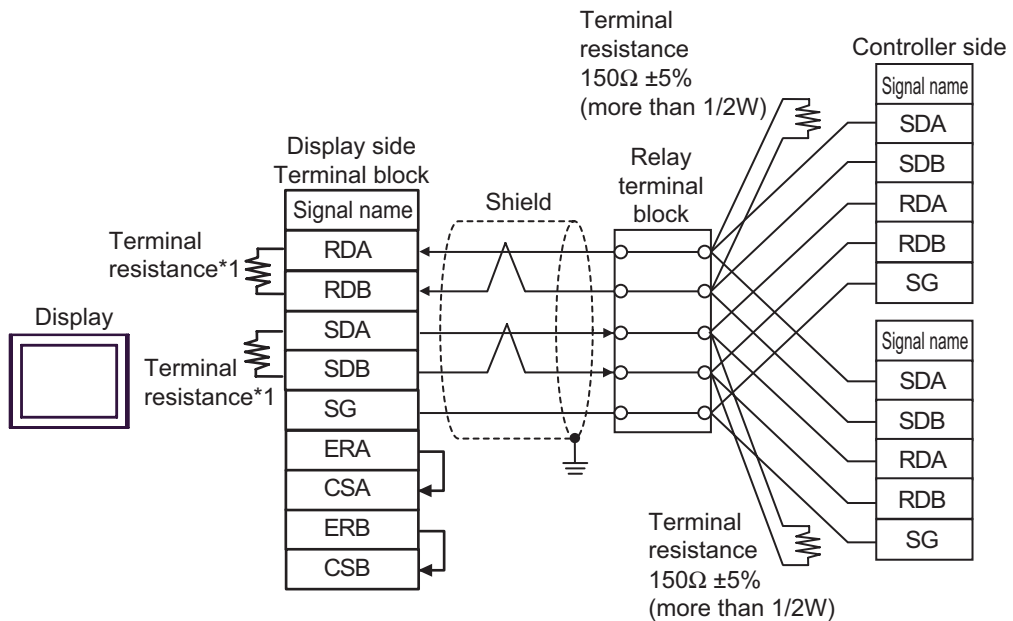 Terminal
resistance
150Ω ±5%
(more than 1/2W)
Controller side
Signal name
SDA
SDB
RDA
RDB
SG
Signal name
SDA
SDB
RDA
RDB
SG
Display side
Terminal block
Signal name
RDA
RDB
SDA
SDB
SG
ERA
CSA
ERB
CSB
Shield
Relay
terminal
block
Terminal
resistance*1
Display
Terminal
resistance*1
Terminal
resistance
150Ω ±5%
(more than 1/2W)